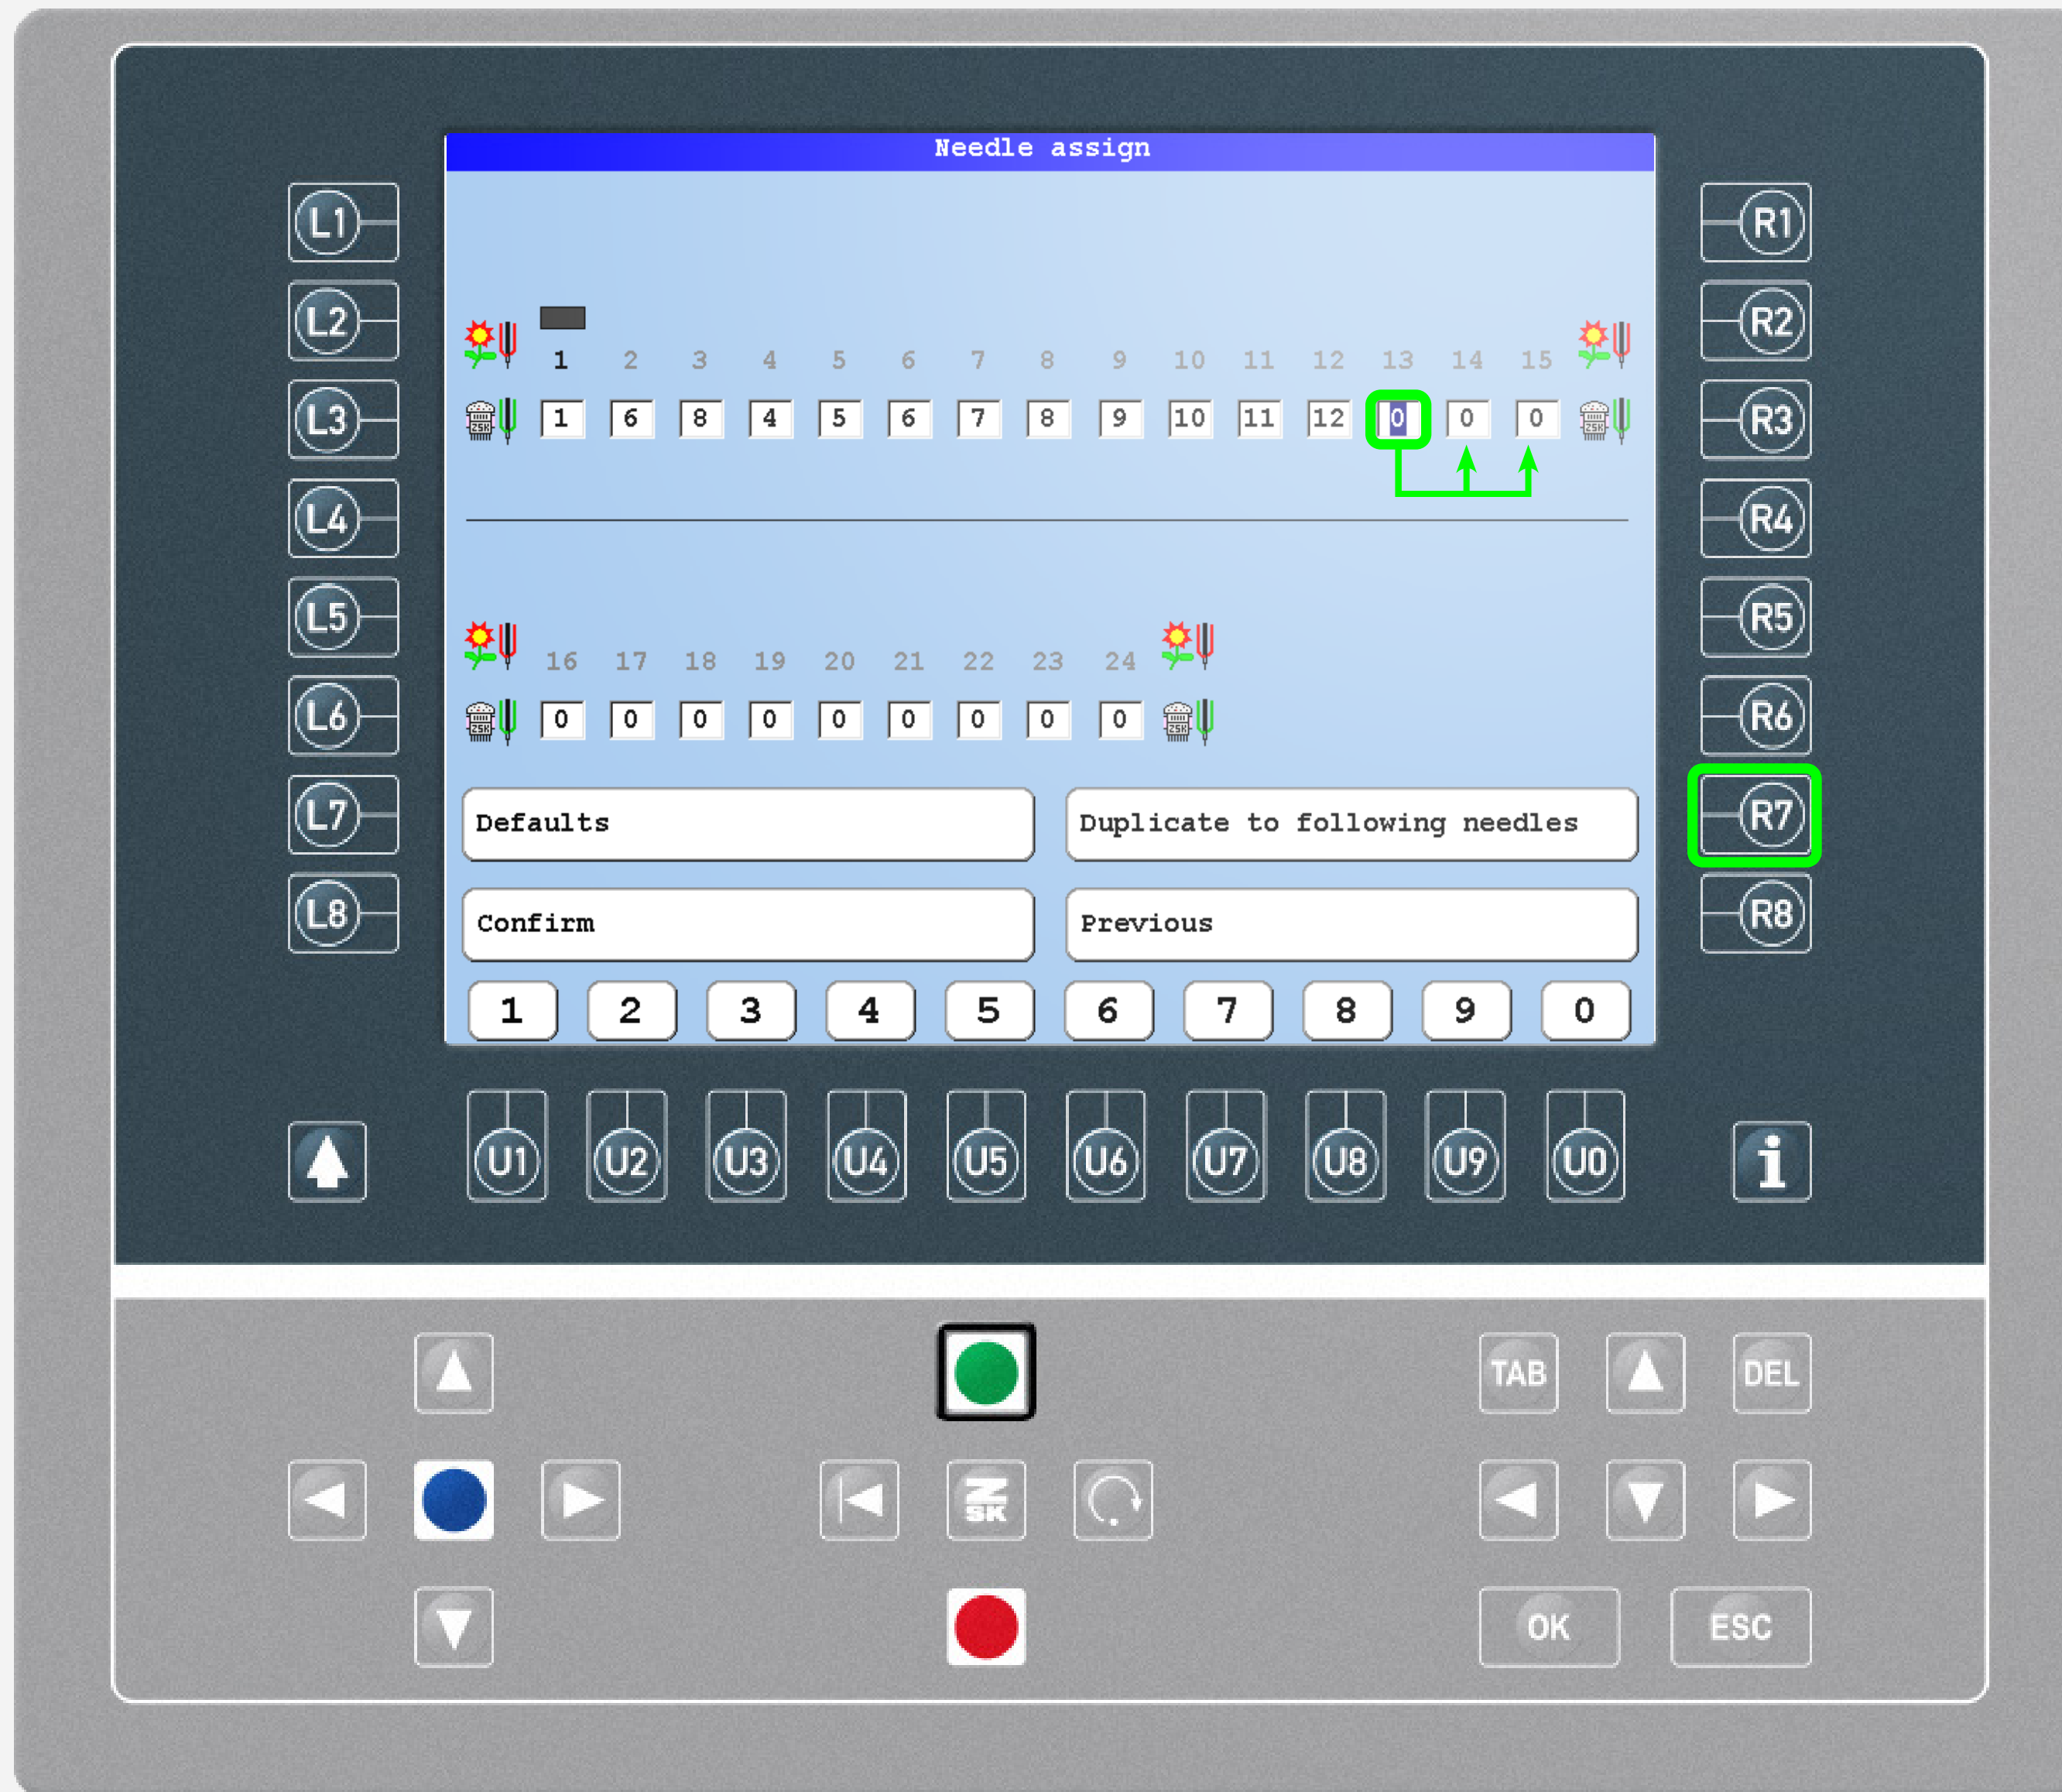 Needle assign
L1
R1
L2
R2
1 2 3 4 5 6 7 8 9 10 11 12 13 14 15
L3
ZSK 1 6 8 4 5 6 7 8 9 10 11 12 0 0 0 ZSK
R3
L4
R4
L5
R5
16 17 18 19 20 21 22 23 24
L6
ZSK 0 0 0 0 0 0 0 0 0 ZSK
R6
L7
Defaults
Duplicate to following needles
R7
L8
Confirm
Previous
R8
1 2 3 4 5 6 7 8 9 0
U1 U2 U3 U4 U5 U6 U7 U8 U9 U0
i
TAB
DEL
ZSK
OK
ESC